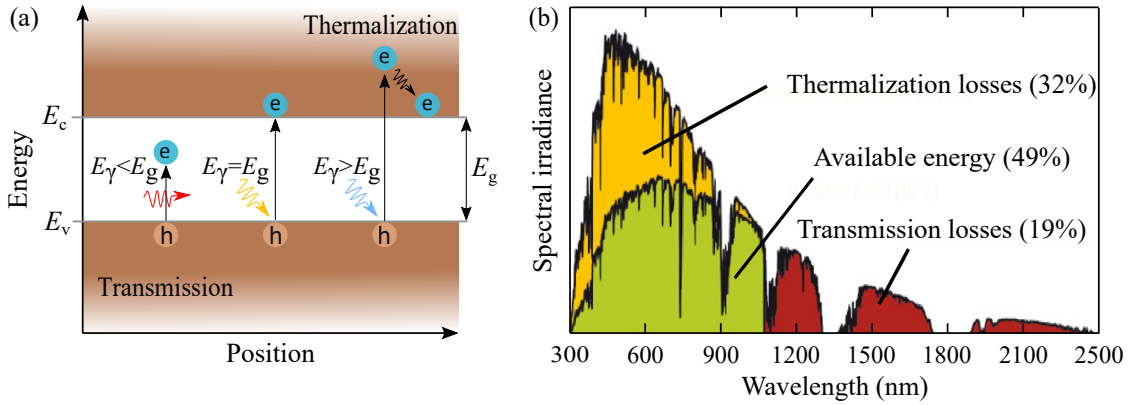 (a)
Energy
Thermalization
e
e
e
e
E_c
E_γ<E_g
E_γ=E_g
E_γ>E_g
E_g
E_v
h
h
h
Transmission
Position
(b)
Spectral irradiance
Thermalization losses (32%)
Available energy (49%)
Transmission losses (19%)
300 600 900 1200 1500 2100 2500
Wavelength (nm)